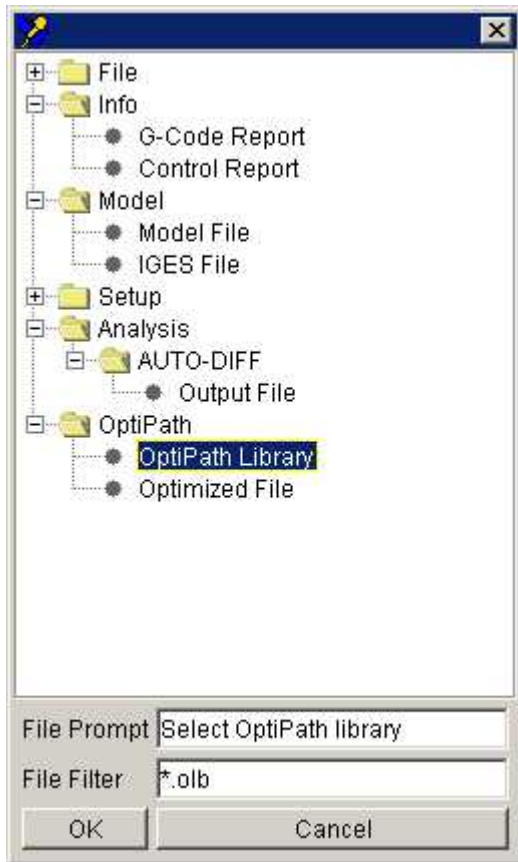 File
Info
G-Code Report
Control Report
Model
Model File
IGES File
Setup
Analysis
AUTO-DIFF
Output File
OptiPath
OptiPath Library
Optimized File
File Prompt Select OptiPath library
File Filter *.olb
OK Cancel